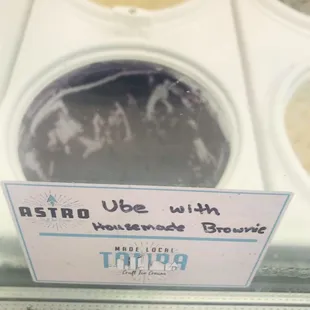 ASTRO Ube with
Housemade Brownie
MADE LOCAL
Craft Ice Cream